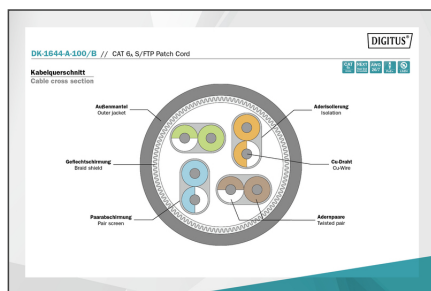 DIGITUS®
DK-1644-A-100/B // CAT 6A S/FTP Patch Cord
Kabelquerschnitt
Cable cross section
Außenmantel
Outer jacket
Aderisolierung
Isolation
Geflechtschirmung
Braid shield
Cu-Draht
Cu-Wire
Paarabschirmung
Pair screen
Adernpaare
Twisted pair